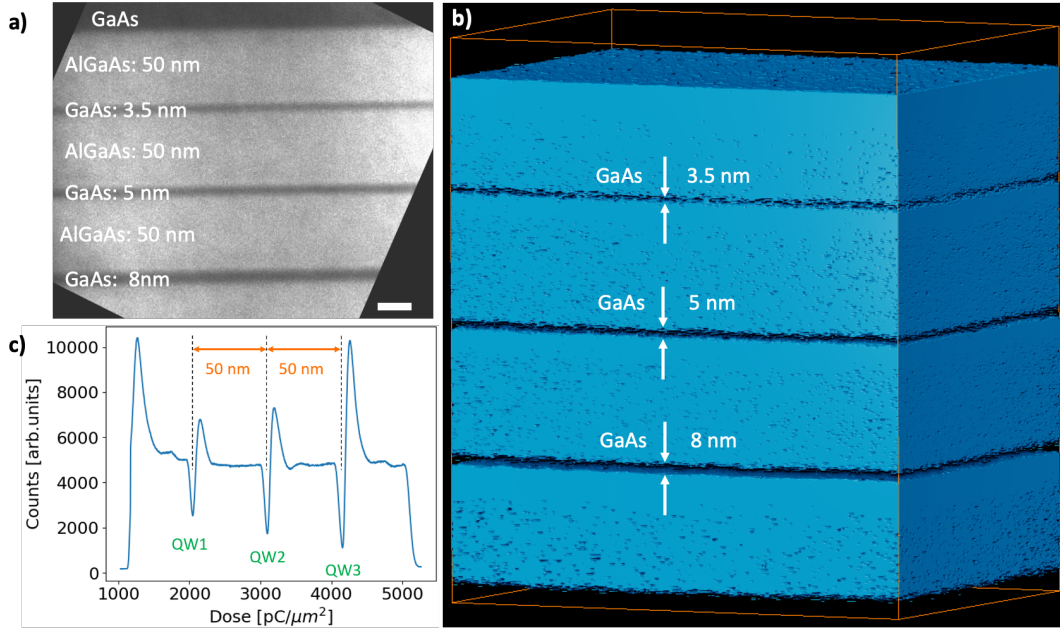 a)
GaAs
AlGaAs: 50 nm
GaAs: 3.5 nm
AlGaAs: 50 nm
GaAs: 5 nm
AlGaAs: 50 nm
GaAs: 8nm
b)
GaAs 3.5 nm
GaAs 5 nm
GaAs 8 nm
c)
10000
8000
6000
4000
2000
0
Counts [arb.units]
50 nm 50 nm
QW1
QW2
QW3
1000 2000 3000 4000 5000
Dose [pC/μm²]